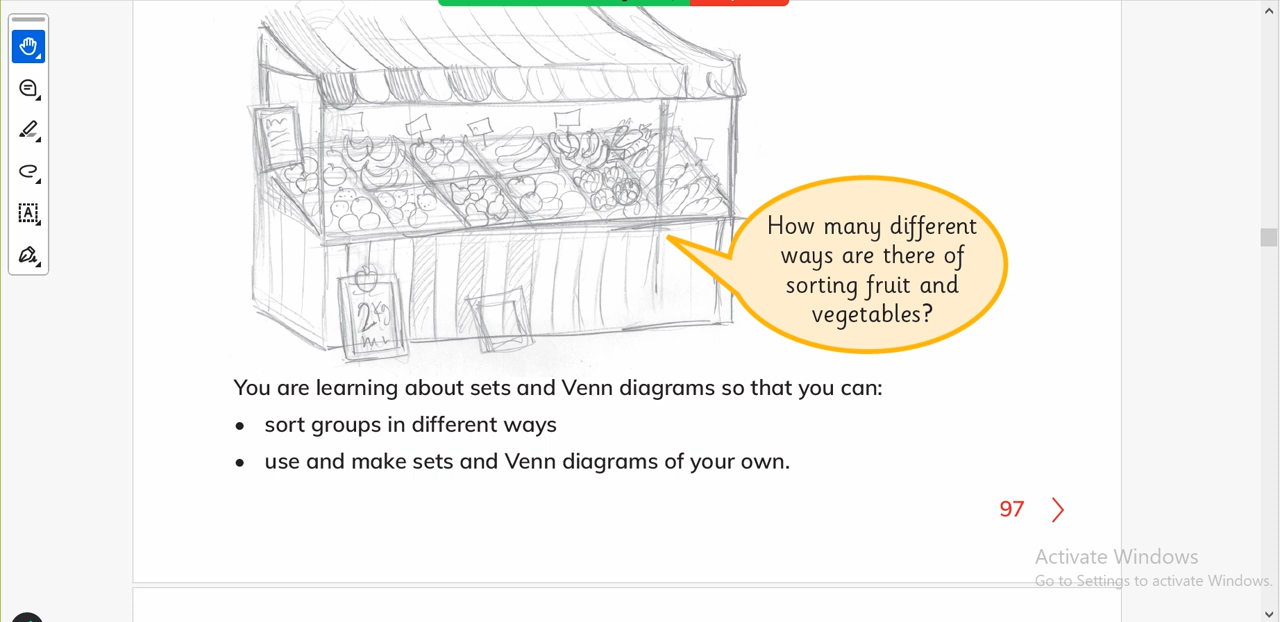 How many different
ways are there of
sorting fruit and
vegetables?
You are learning about sets and Venn diagrams so that you can:
• sort groups in different ways
• use and make sets and Venn diagrams of your own.
97
Activate Windows
Go to Settings to activate Windows.